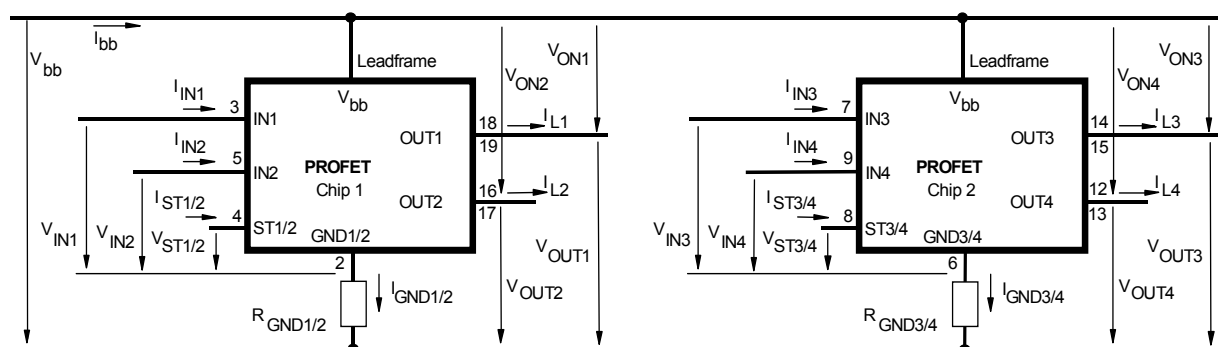 I bb
V bb
Leadframe
V ON1
V ON2
I IN1
3
IN1
V bb
I IN2
5
IN2
PROFET
Chip 1
OUT1
18
19
I L1
I ST1/2
4
ST1/2
OUT2
16
17
I L2
V IN1
V IN2
V ST1/2
GND1/2
2
R GND1/2
I GND1/2
V OUT1
V OUT2
Leadframe
V ON3
V ON4
I IN3
7
IN3
V bb
I IN4
9
IN4
PROFET
Chip 2
OUT3
14
15
I L3
I ST3/4
8
ST3/4
OUT4
12
13
I L4
V IN3
V IN4
V ST3/4
GND3/4
6
R GND3/4
I GND3/4
V OUT3
V OUT4